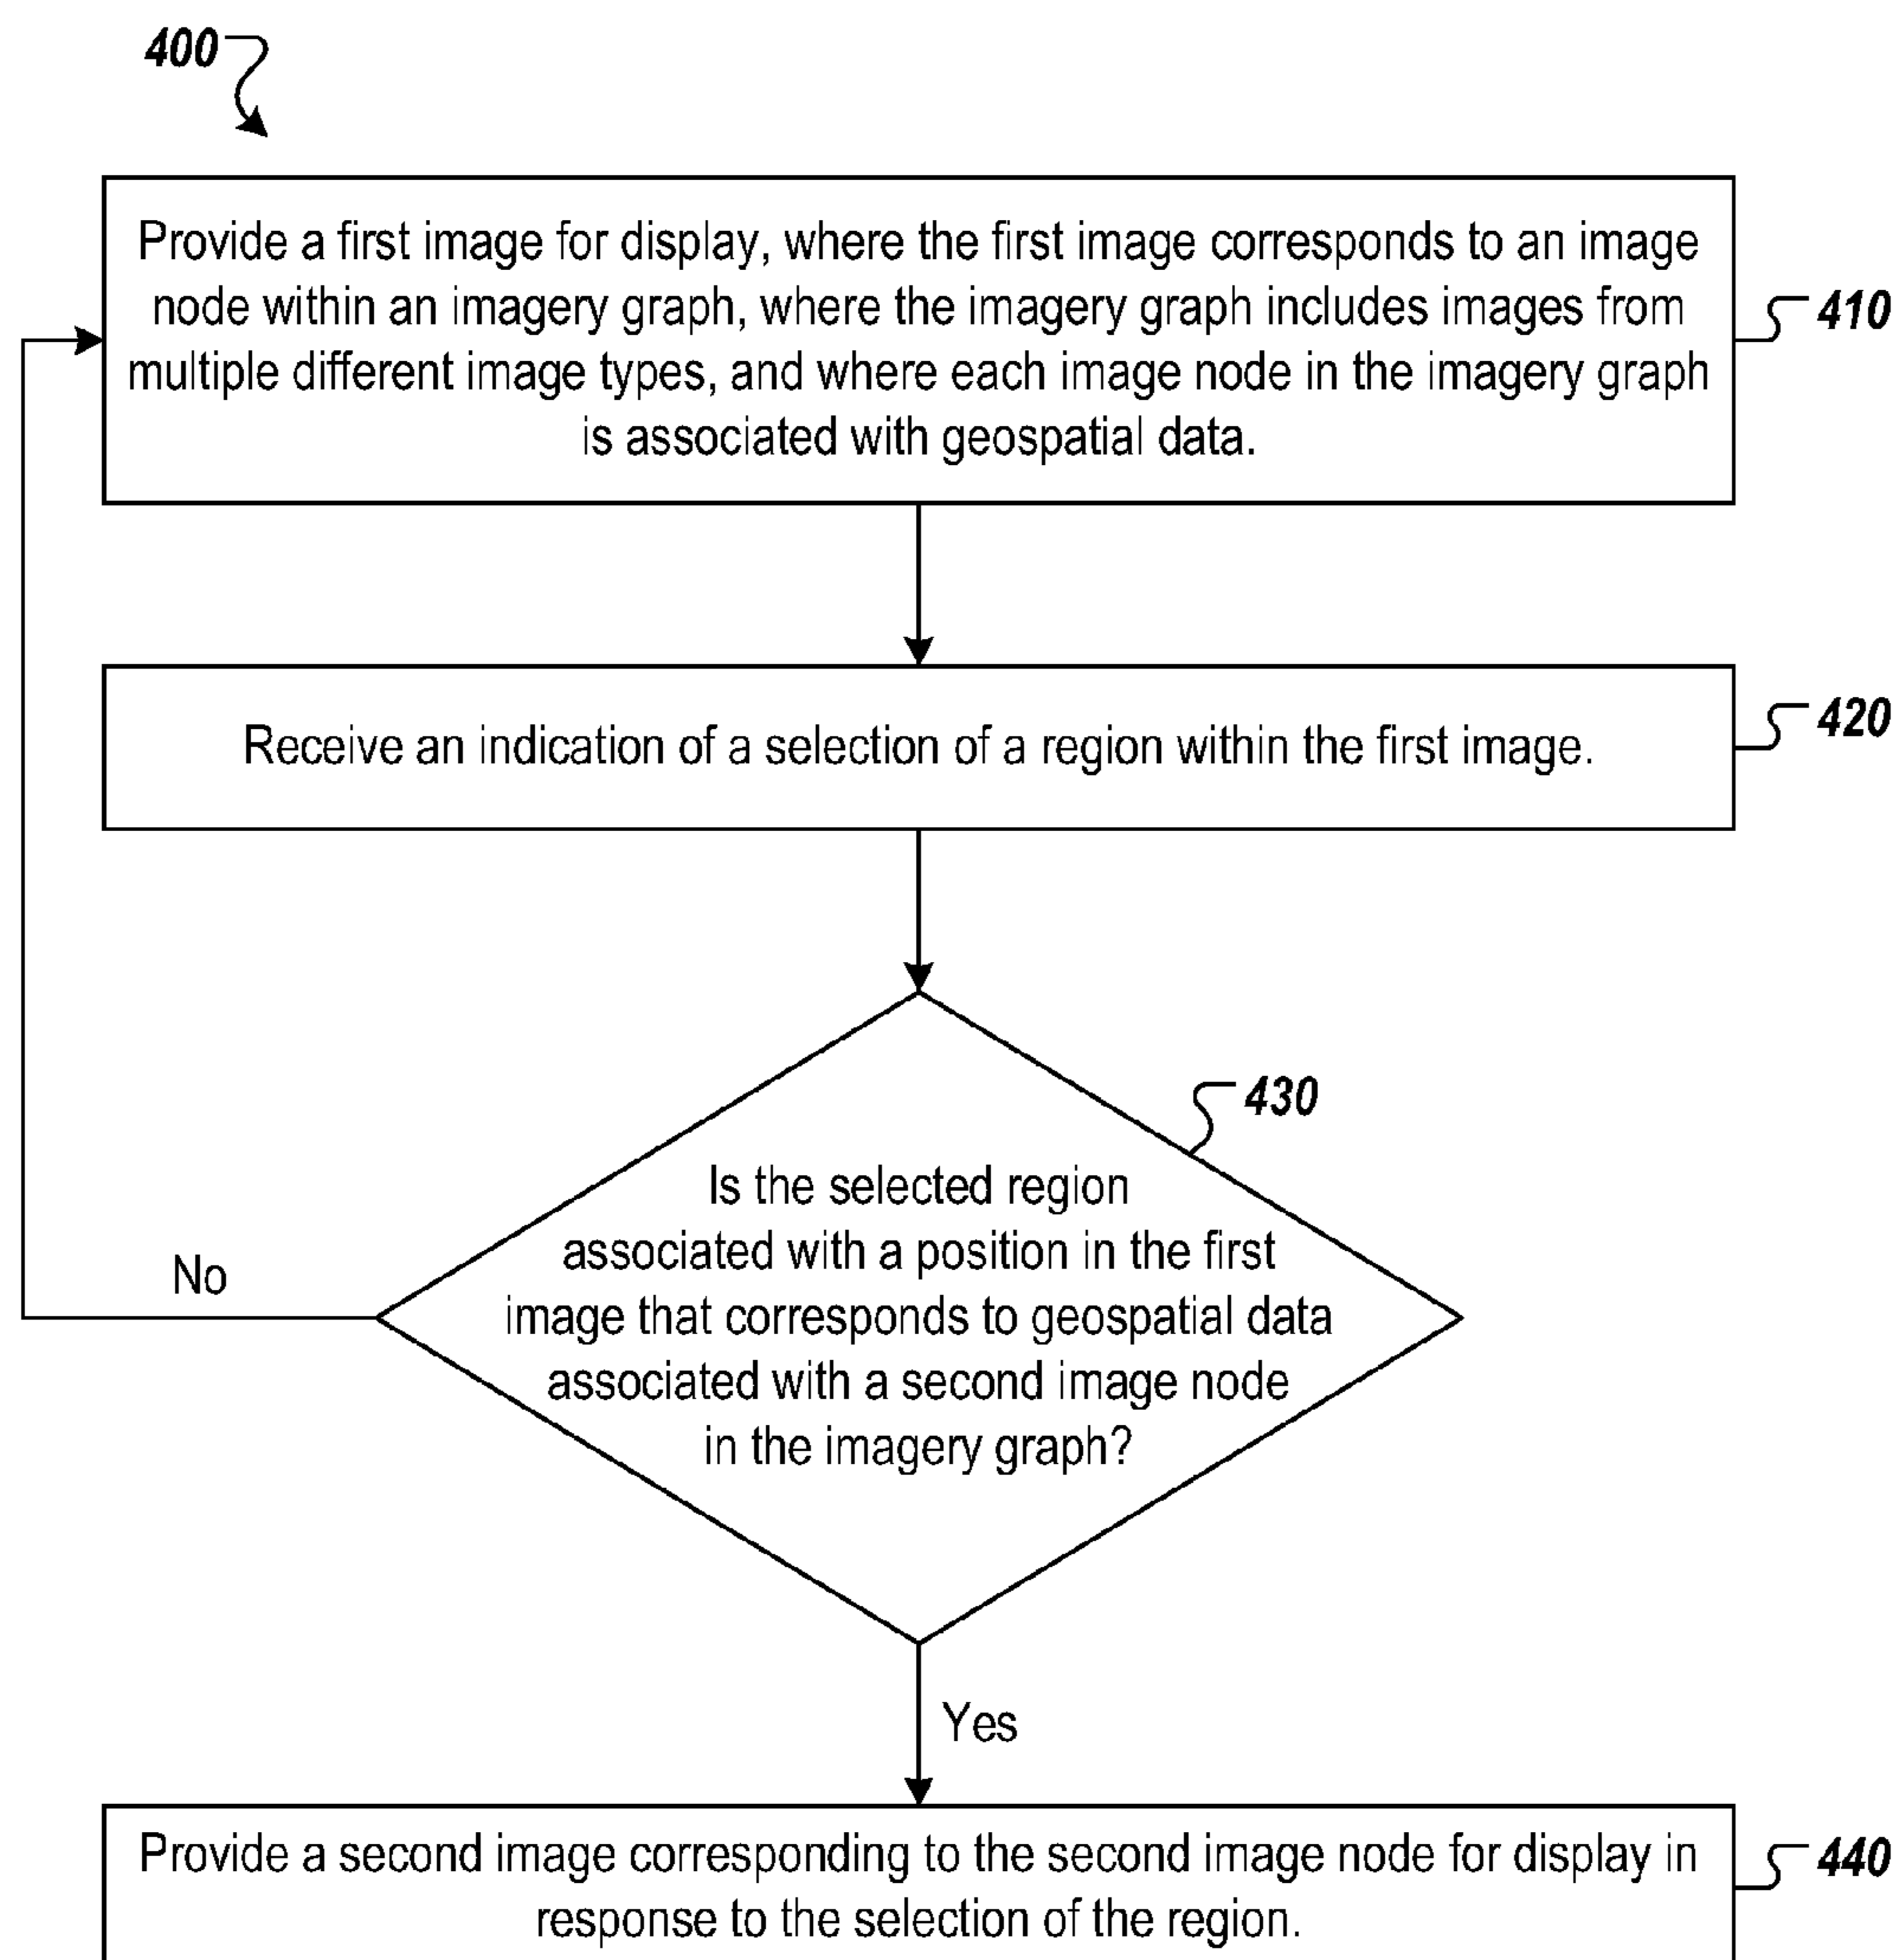 400
Provide a first image for display, where the first image corresponds to an image
node within an imagery graph, where the imagery graph includes images from
multiple different image types, and where each image node in the imagery graph
is associated with geospatial data.
410
Receive an indication of a selection of a region within the first image.
420
430
Is the selected region
associated with a position in the first
image that corresponds to geospatial data
associated with a second image node
in the imagery graph?
No
Yes
Provide a second image corresponding to the second image node for display in
response to the selection of the region.
440